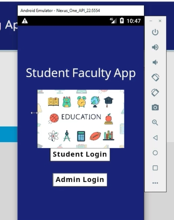 Android Emulator - Nexus_One_API_22:5554
10:47
Student Faculty App
EDUCATION
Student Login
Admin Login